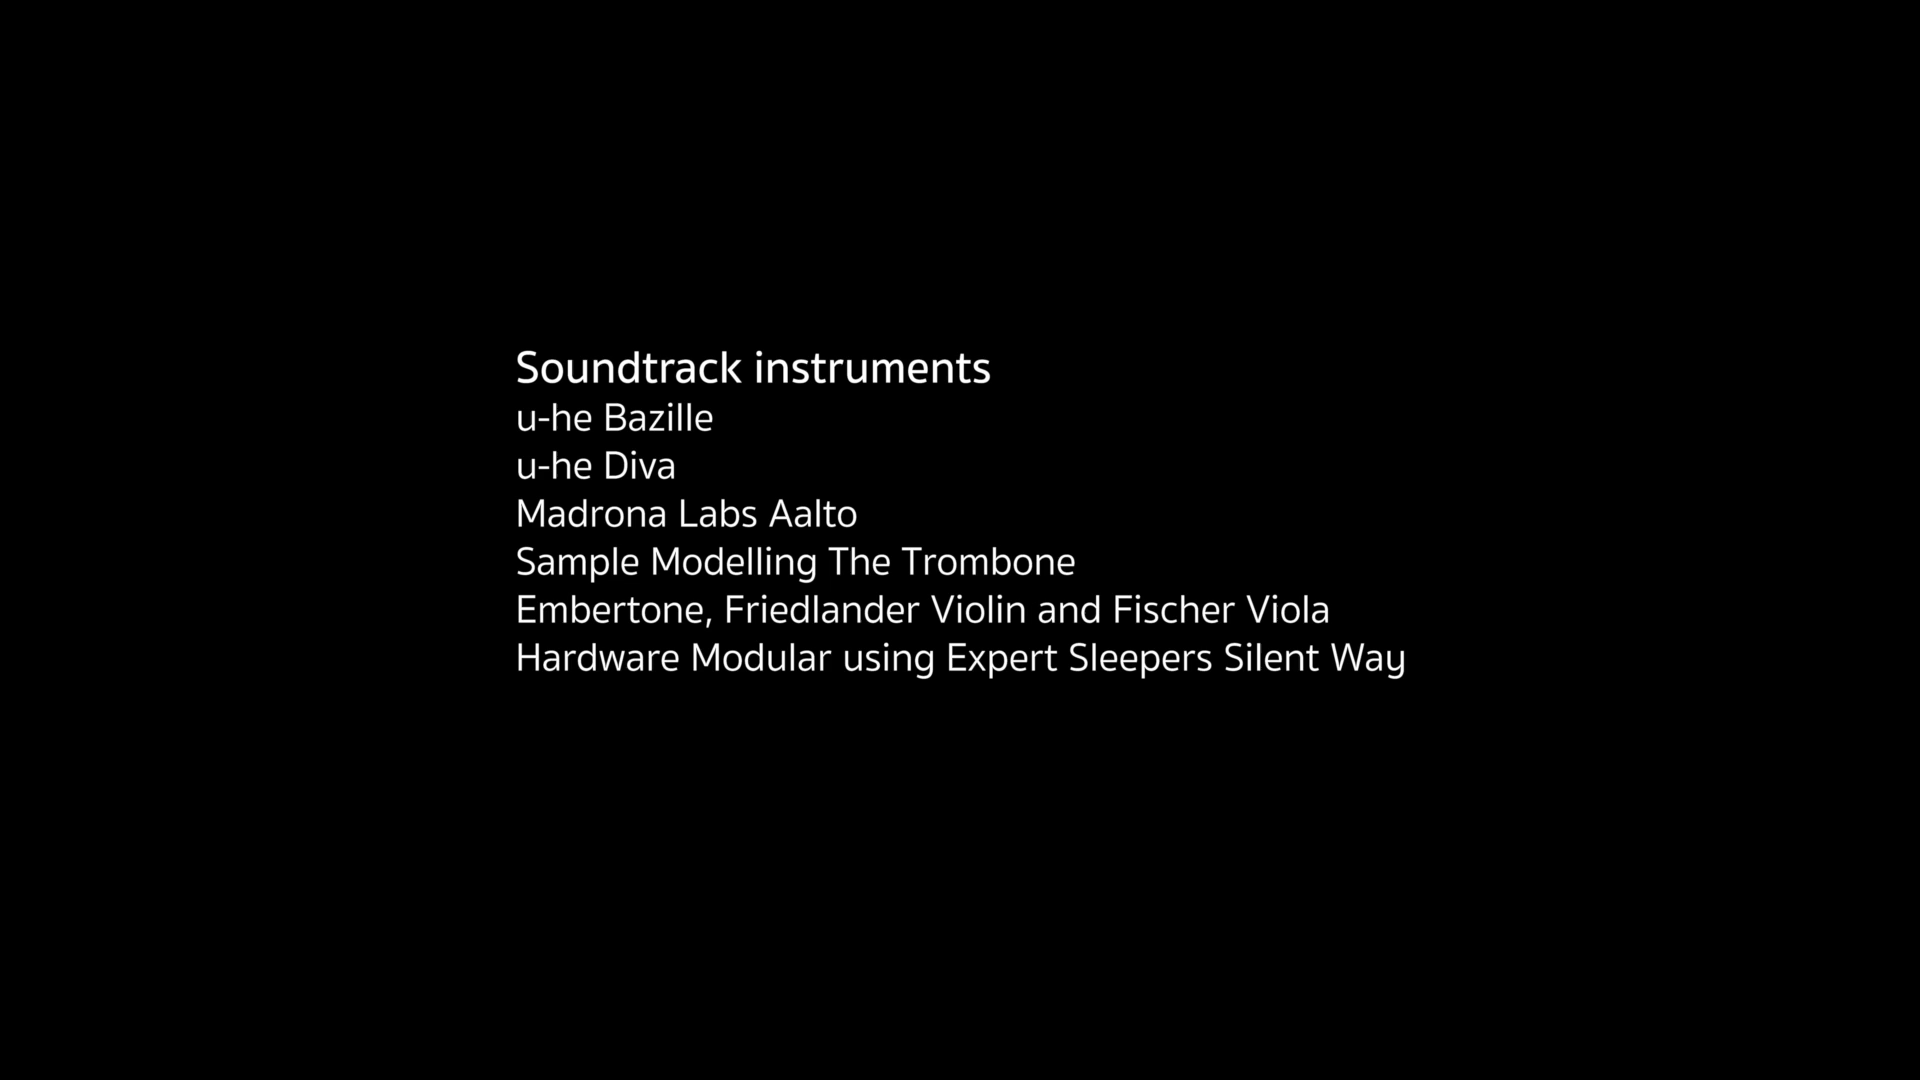 Soundtrack instruments
u-he Bazille
u-he Diva
Madrona Labs Aalto
Sample Modelling The Trombone
Embertone, Friedlander Violin and Fischer Viola
Hardware Modular using Expert Sleepers Silent Way